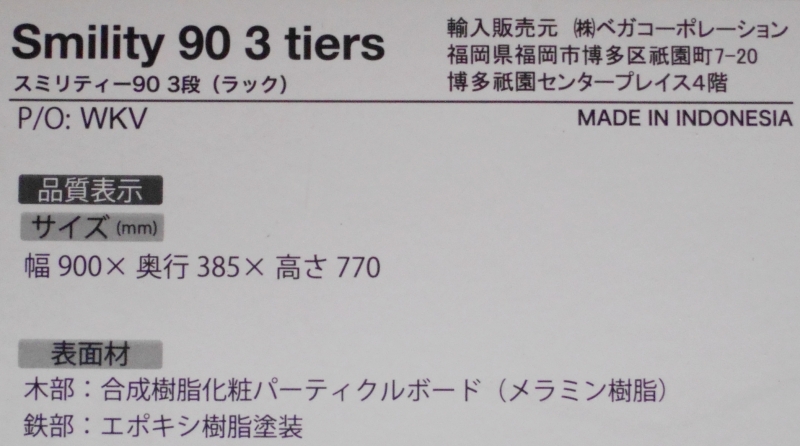 Smility 90 3 tiers
スミリティー90 3段（ラック）
輸入販売元 ㈱ベガコーポレーション
福岡県福岡市博多区祇園町7-20
博多祇園センタープレイス4階
P/O: WKV
MADE IN INDONESIA
品質表示
サイズ(mm)
幅 900× 奥行 385× 高さ 770
表面材
木部：合成樹脂化粧パーティクルボード（メラミン樹脂）
鉄部：エポキシ樹脂塗装